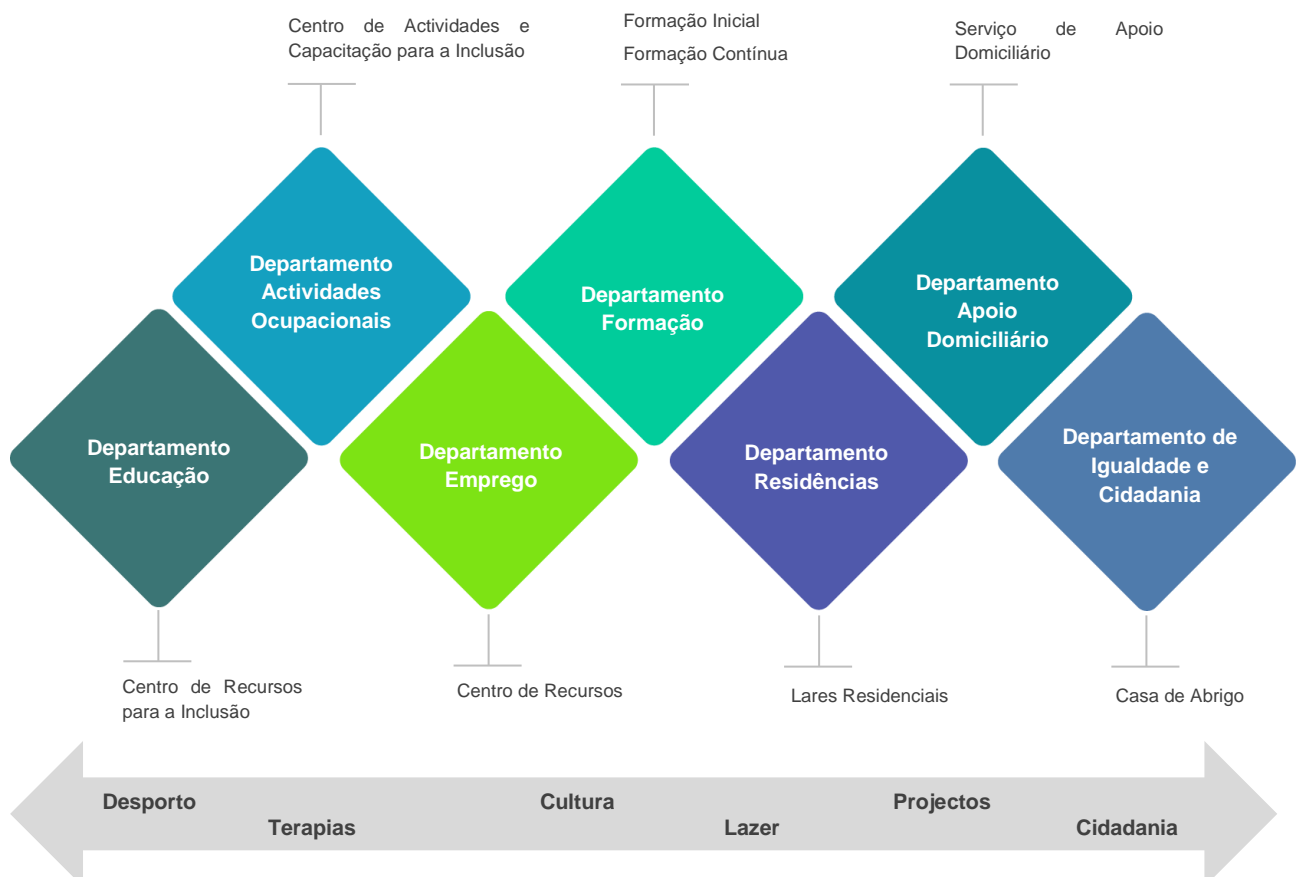 Centro de Actividades e
Capacitação para a Inclusão
Formação Inicial
Formação Contínua
Serviço de Apoio
Domiciliário
Departamento
Actividades
Ocupacionais
Departamento
Formação
Departamento
Apoio
Domiciliário
Departamento
Educação
Departamento
Emprego
Departamento
Residências
Departamento de
Igualdade e
Cidadania
Centro de Recursos
para a Inclusão
Centro de Recursos
Lares Residenciais
Casa de Abrigo
Desporto
Cultura
Projectos
Terapias
Lazer
Cidadania